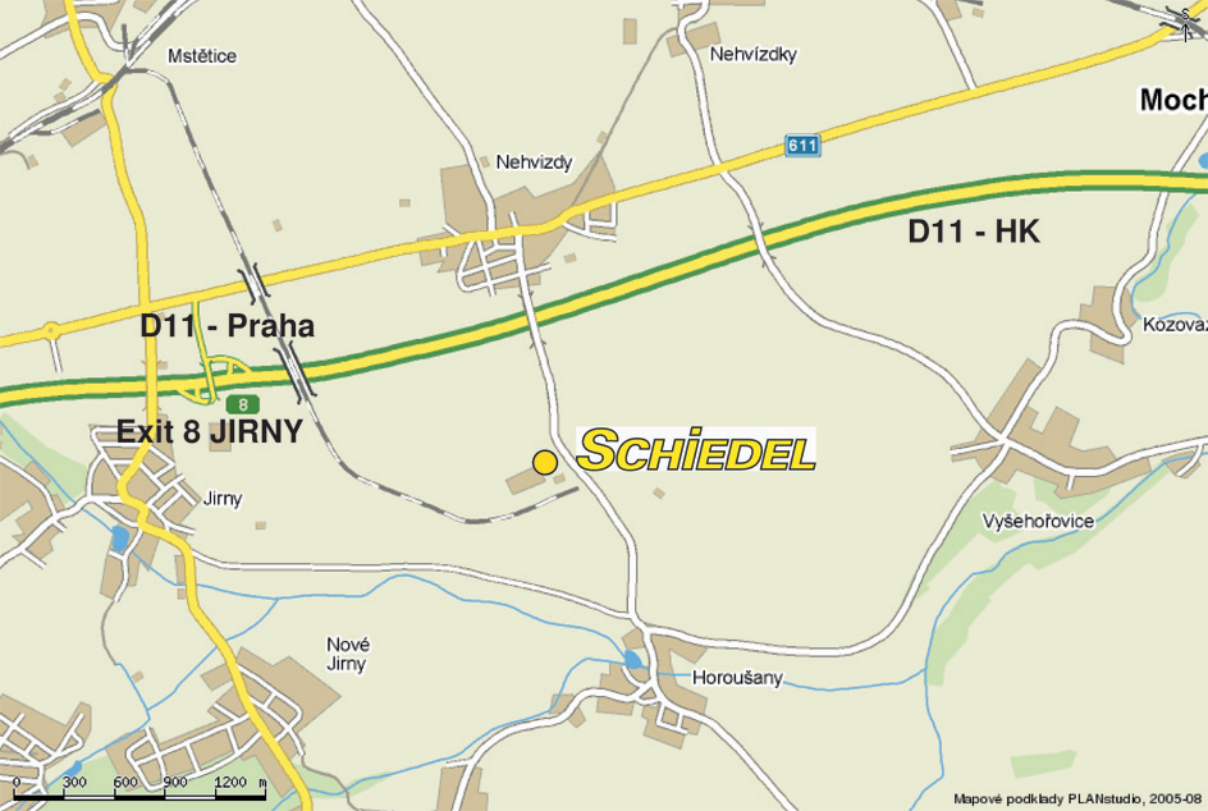 S
Mstětice
Nehvízdky
Moch
611
Nehvizdy
D11 - HK
D11 - Praha
Kozovaz
8
Exit 8 JIRNY
SCHiEDEL
Jirny
Vyšehořovice
Nové
Jirny
Horoušany
0 300 600 900 1200 m
Mapové podklady PLANstudio, 2005-08